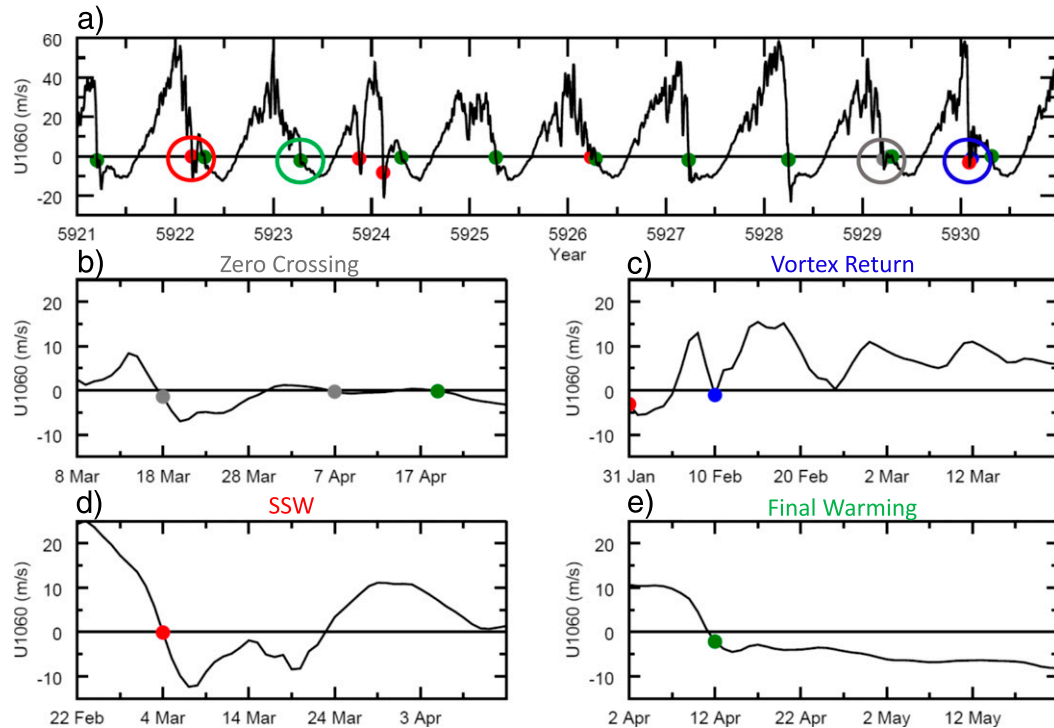 a)
60
40
20
0
-20
U1060 (m/s)
5921 5922 5923 5924 5925 5926 5927 5928 5929 5930
Year
b) Zero Crossing
20
10
0
-10
U1060 (m/s)
8 Mar 18 Mar 28 Mar 7 Apr 17 Apr
c) Vortex Return
20
10
0
-10
U1060 (m/s)
31 Jan 10 Feb 20 Feb 2 Mar 12 Mar
d) SSW
20
10
0
-10
U1060 (m/s)
22 Feb 4 Mar 14 Mar 24 Mar 3 Apr
e) Final Warming
20
10
0
-10
U1060 (m/s)
2 Apr 12 Apr 22 Apr 2 May 12 May